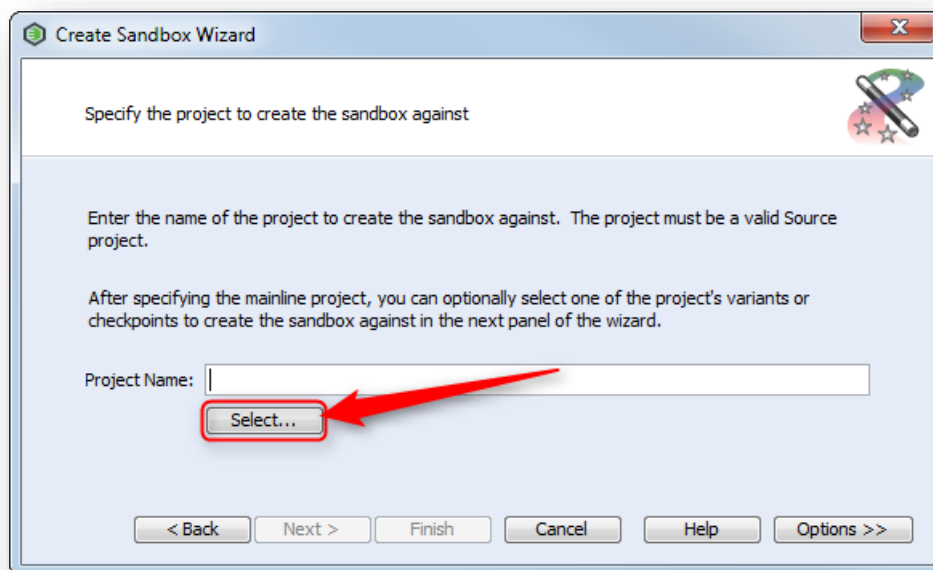 Create Sandbox Wizard
Specify the project to create the sandbox against
Enter the name of the project to create the sandbox against.  The project must be a valid Source
project.
After specifying the mainline project, you can optionally select one of the project's variants or
checkpoints to create the sandbox against in the next panel of the wizard.
Project Name:
Select...
< Back Next > Finish Cancel Help Options >>